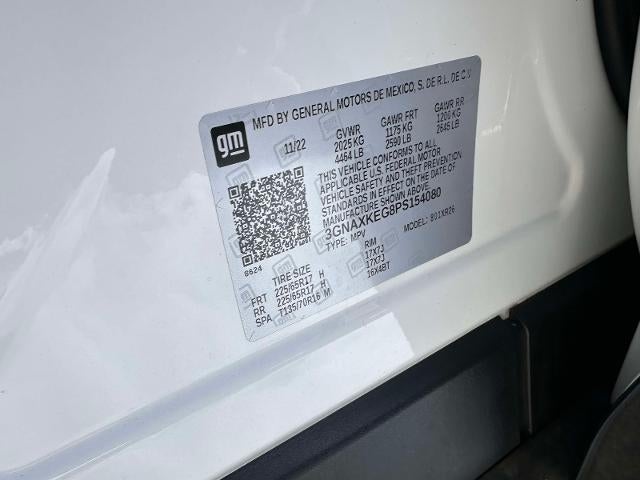 gm
MFD BY GENERAL MOTORS DE MEXICO, S. DE R.L. DE C.V.
11/22 GVWR GAWR FRT GAWR RR
2025 KG 1175 KG 1200 KG
4464 LB 2590 LB 2645 LB
THIS VEHICLE CONFORMS TO ALL
APPLICABLE U.S. FEDERAL MOTOR
VEHICLE SAFETY AND THEFT PREVENTION
STANDARDS IN EFFECT ON THE DATE OF
MANUFACTURE SHOWN ABOVE.
3GNAXKEG8PS154080
TYPE: MPV MODEL: 801XR26
8624
TIRE SIZE RIM
FRT 225/65R17 H 17X7J
RR 225/65R17 H 17X7J
SPA T135/70R16 M 16X4BT